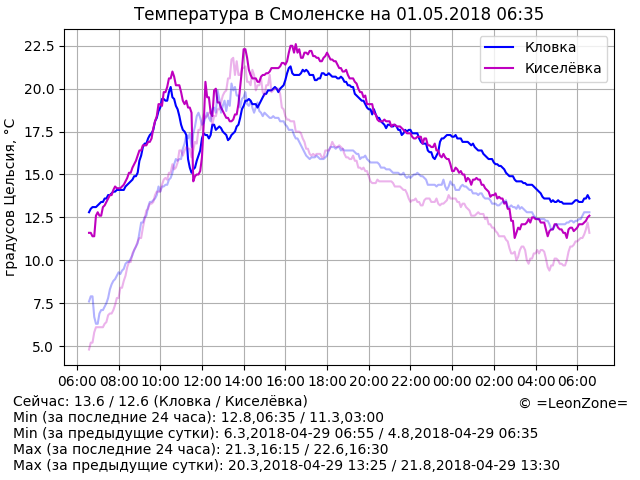 Температура в Смоленске на 01.05.2018 06:35
градусов Цельсия, °C
22.5
20.0
17.5
15.0
12.5
10.0
7.5
5.0
Кловка
Киселёвка
06:00 08:00 10:00 12:00 14:00 16:00 18:00 20:00 22:00 00:00 02:00 04:00 06:00
Сейчас: 13.6 / 12.6 (Кловка / Киселёвка)
© =LeonZone=
Min (за последние 24 часа): 12.8,06:35 / 11.3,03:00
Min (за предыдущие сутки): 6.3,2018-04-29 06:55 / 4.8,2018-04-29 06:35
Max (за последние 24 часа): 21.3,16:15 / 22.6,16:30
Max (за предыдущие сутки): 20.3,2018-04-29 13:25 / 21.8,2018-04-29 13:30